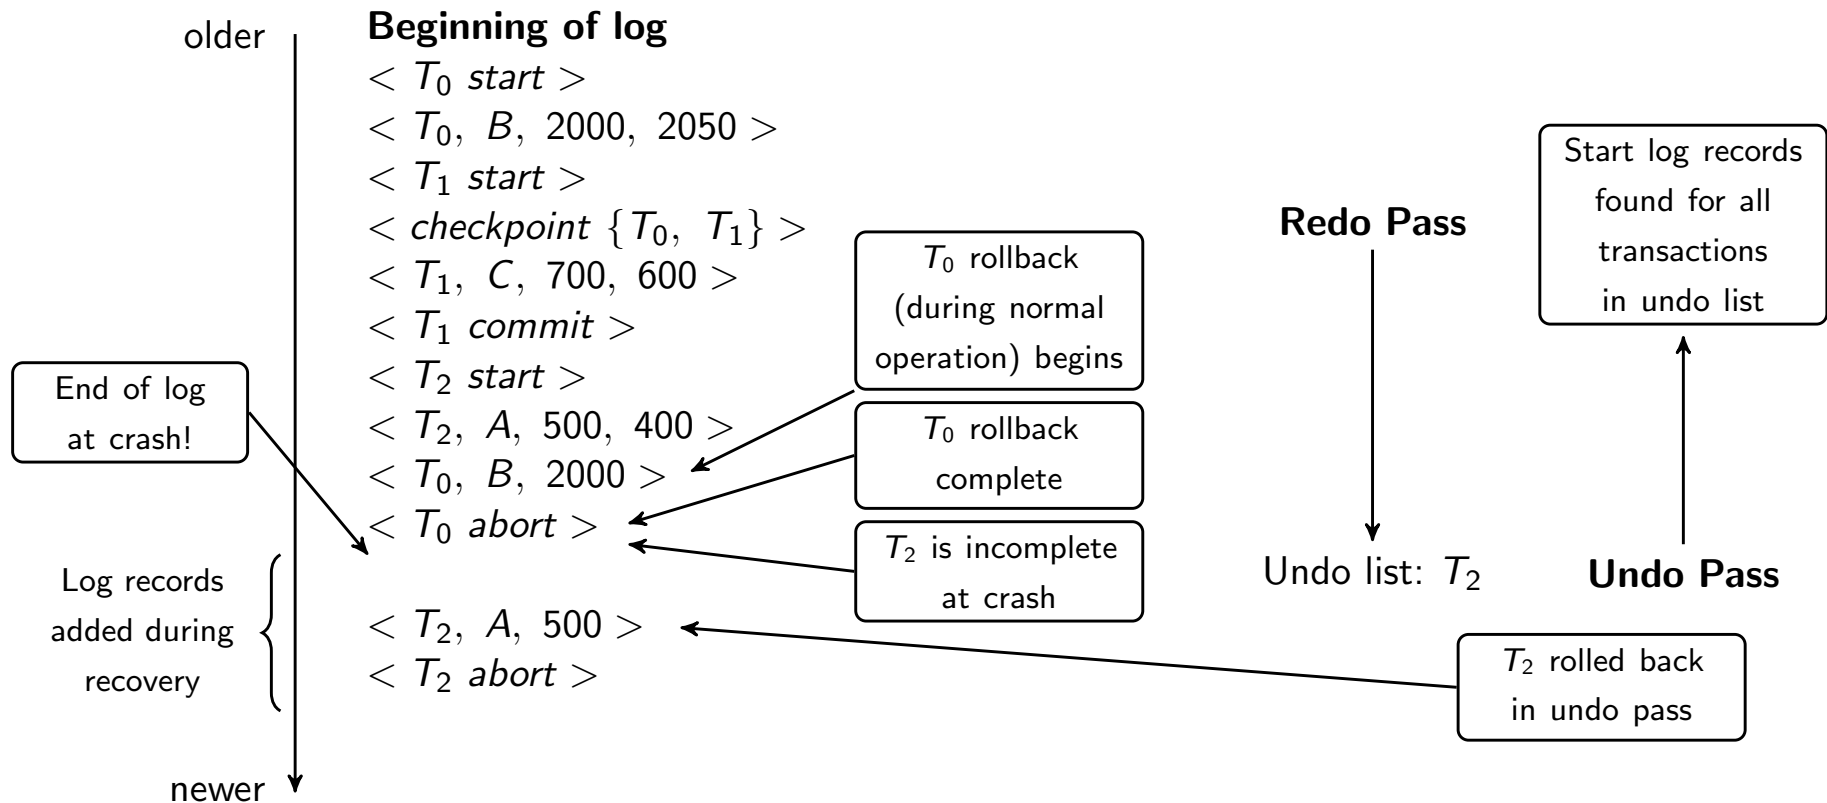 older
Beginning of log
< T₀ start >
< T₀, B, 2000, 2050 >
< T₁ start >
< checkpoint {T₀, T₁} >
< T₁, C, 700, 600 >
< T₁ commit >
< T₂ start >
< T₂, A, 500, 400 >
< T₀, B, 2000 >
< T₀ abort >
< T₂, A, 500 >
< T₂ abort >
End of log
at crash!
Log records
added during
recovery
newer
T₀ rollback
(during normal
operation) begins
T₀ rollback
complete
T₂ is incomplete
at crash
Redo Pass
Undo list: T₂
Start log records
found for all
transactions
in undo list
Undo Pass
T₂ rolled back
in undo pass